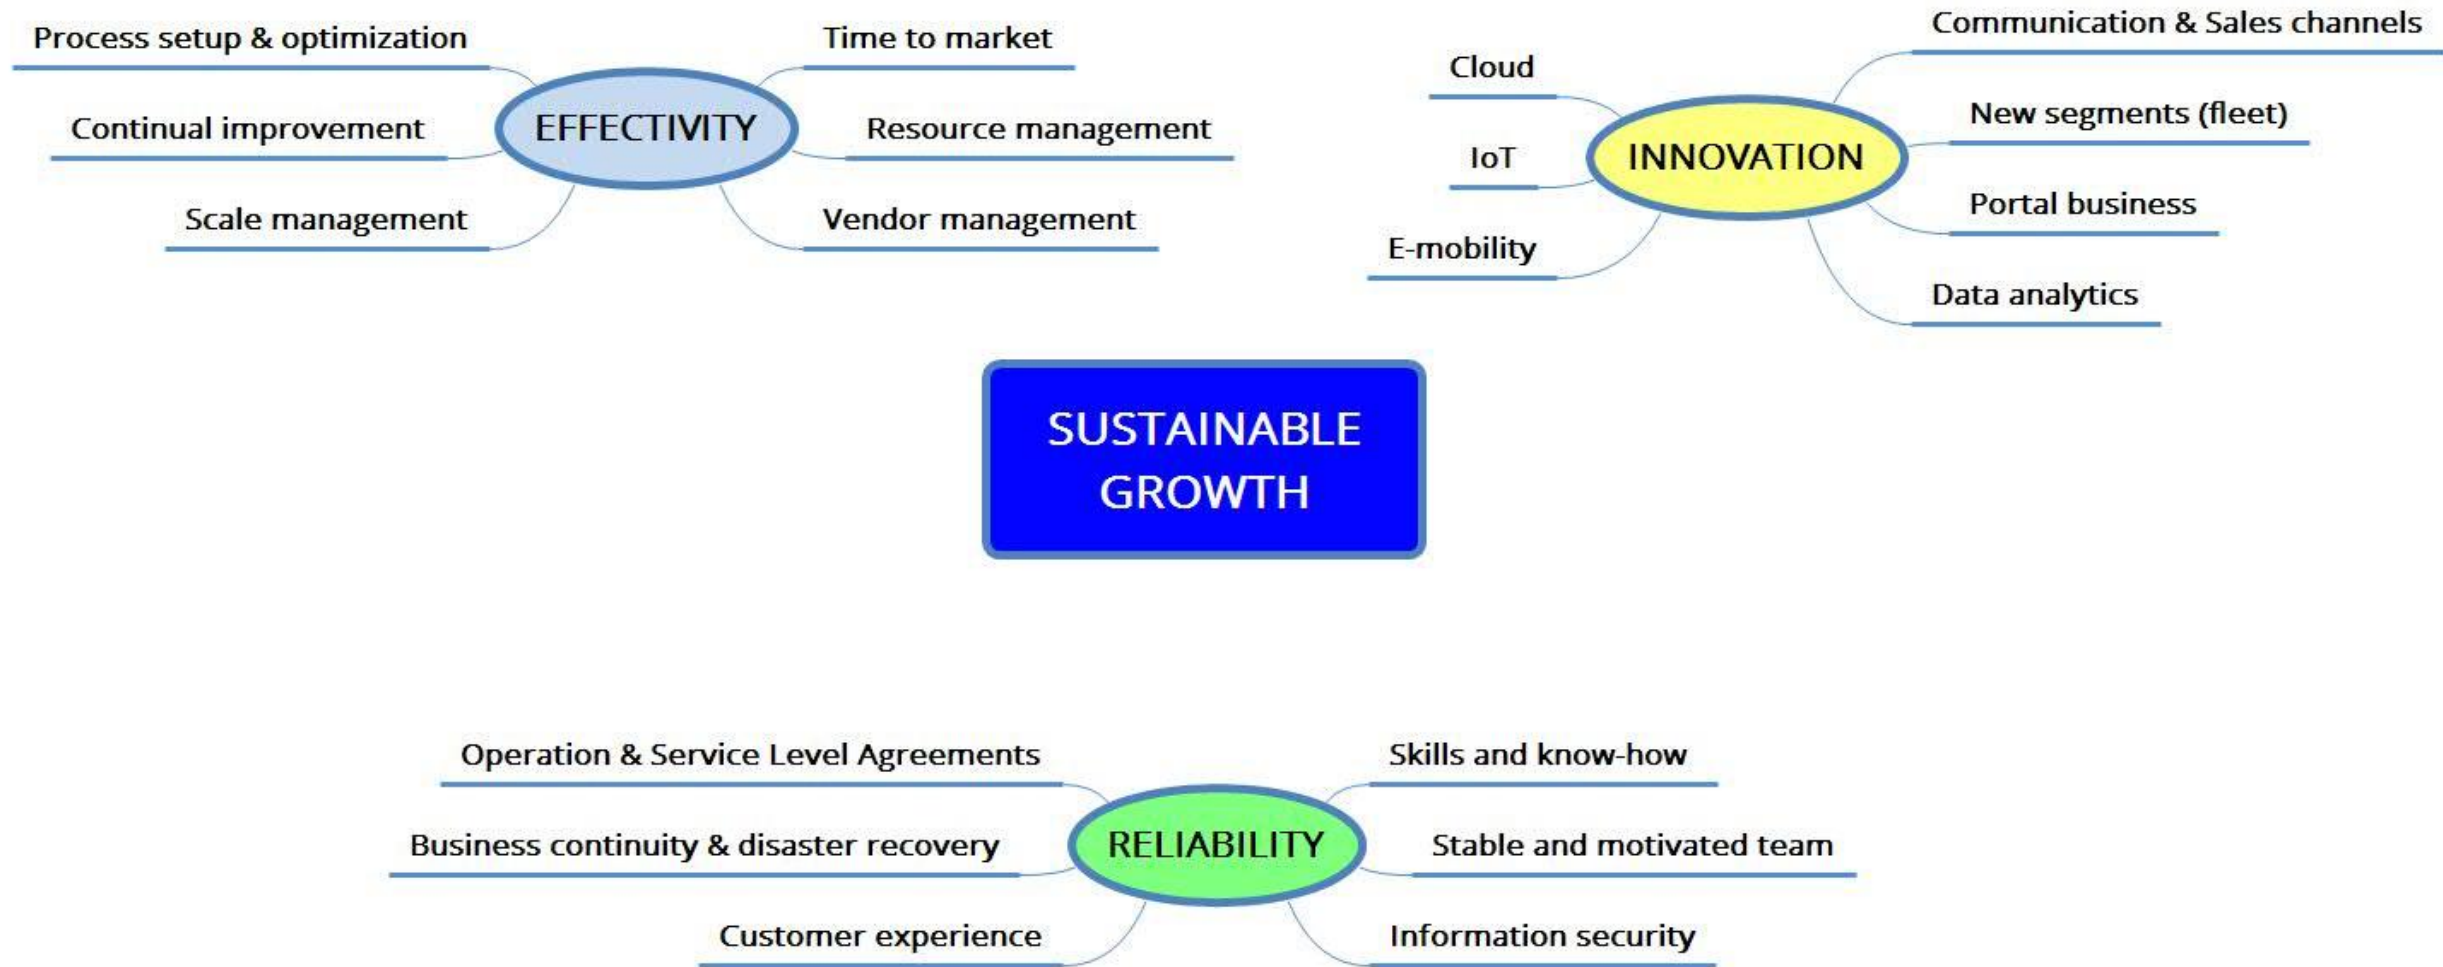 Process setup & optimization
Continual improvement
Scale management
EFFECTIVITY
Time to market
Resource management
Vendor management
Cloud
IoT
E-mobility
INNOVATION
Communication & Sales channels
New segments (fleet)
Portal business
Data analytics
SUSTAINABLE
GROWTH
Operation & Service Level Agreements
Business continuity & disaster recovery
Customer experience
RELIABILITY
Skills and know-how
Stable and motivated team
Information security